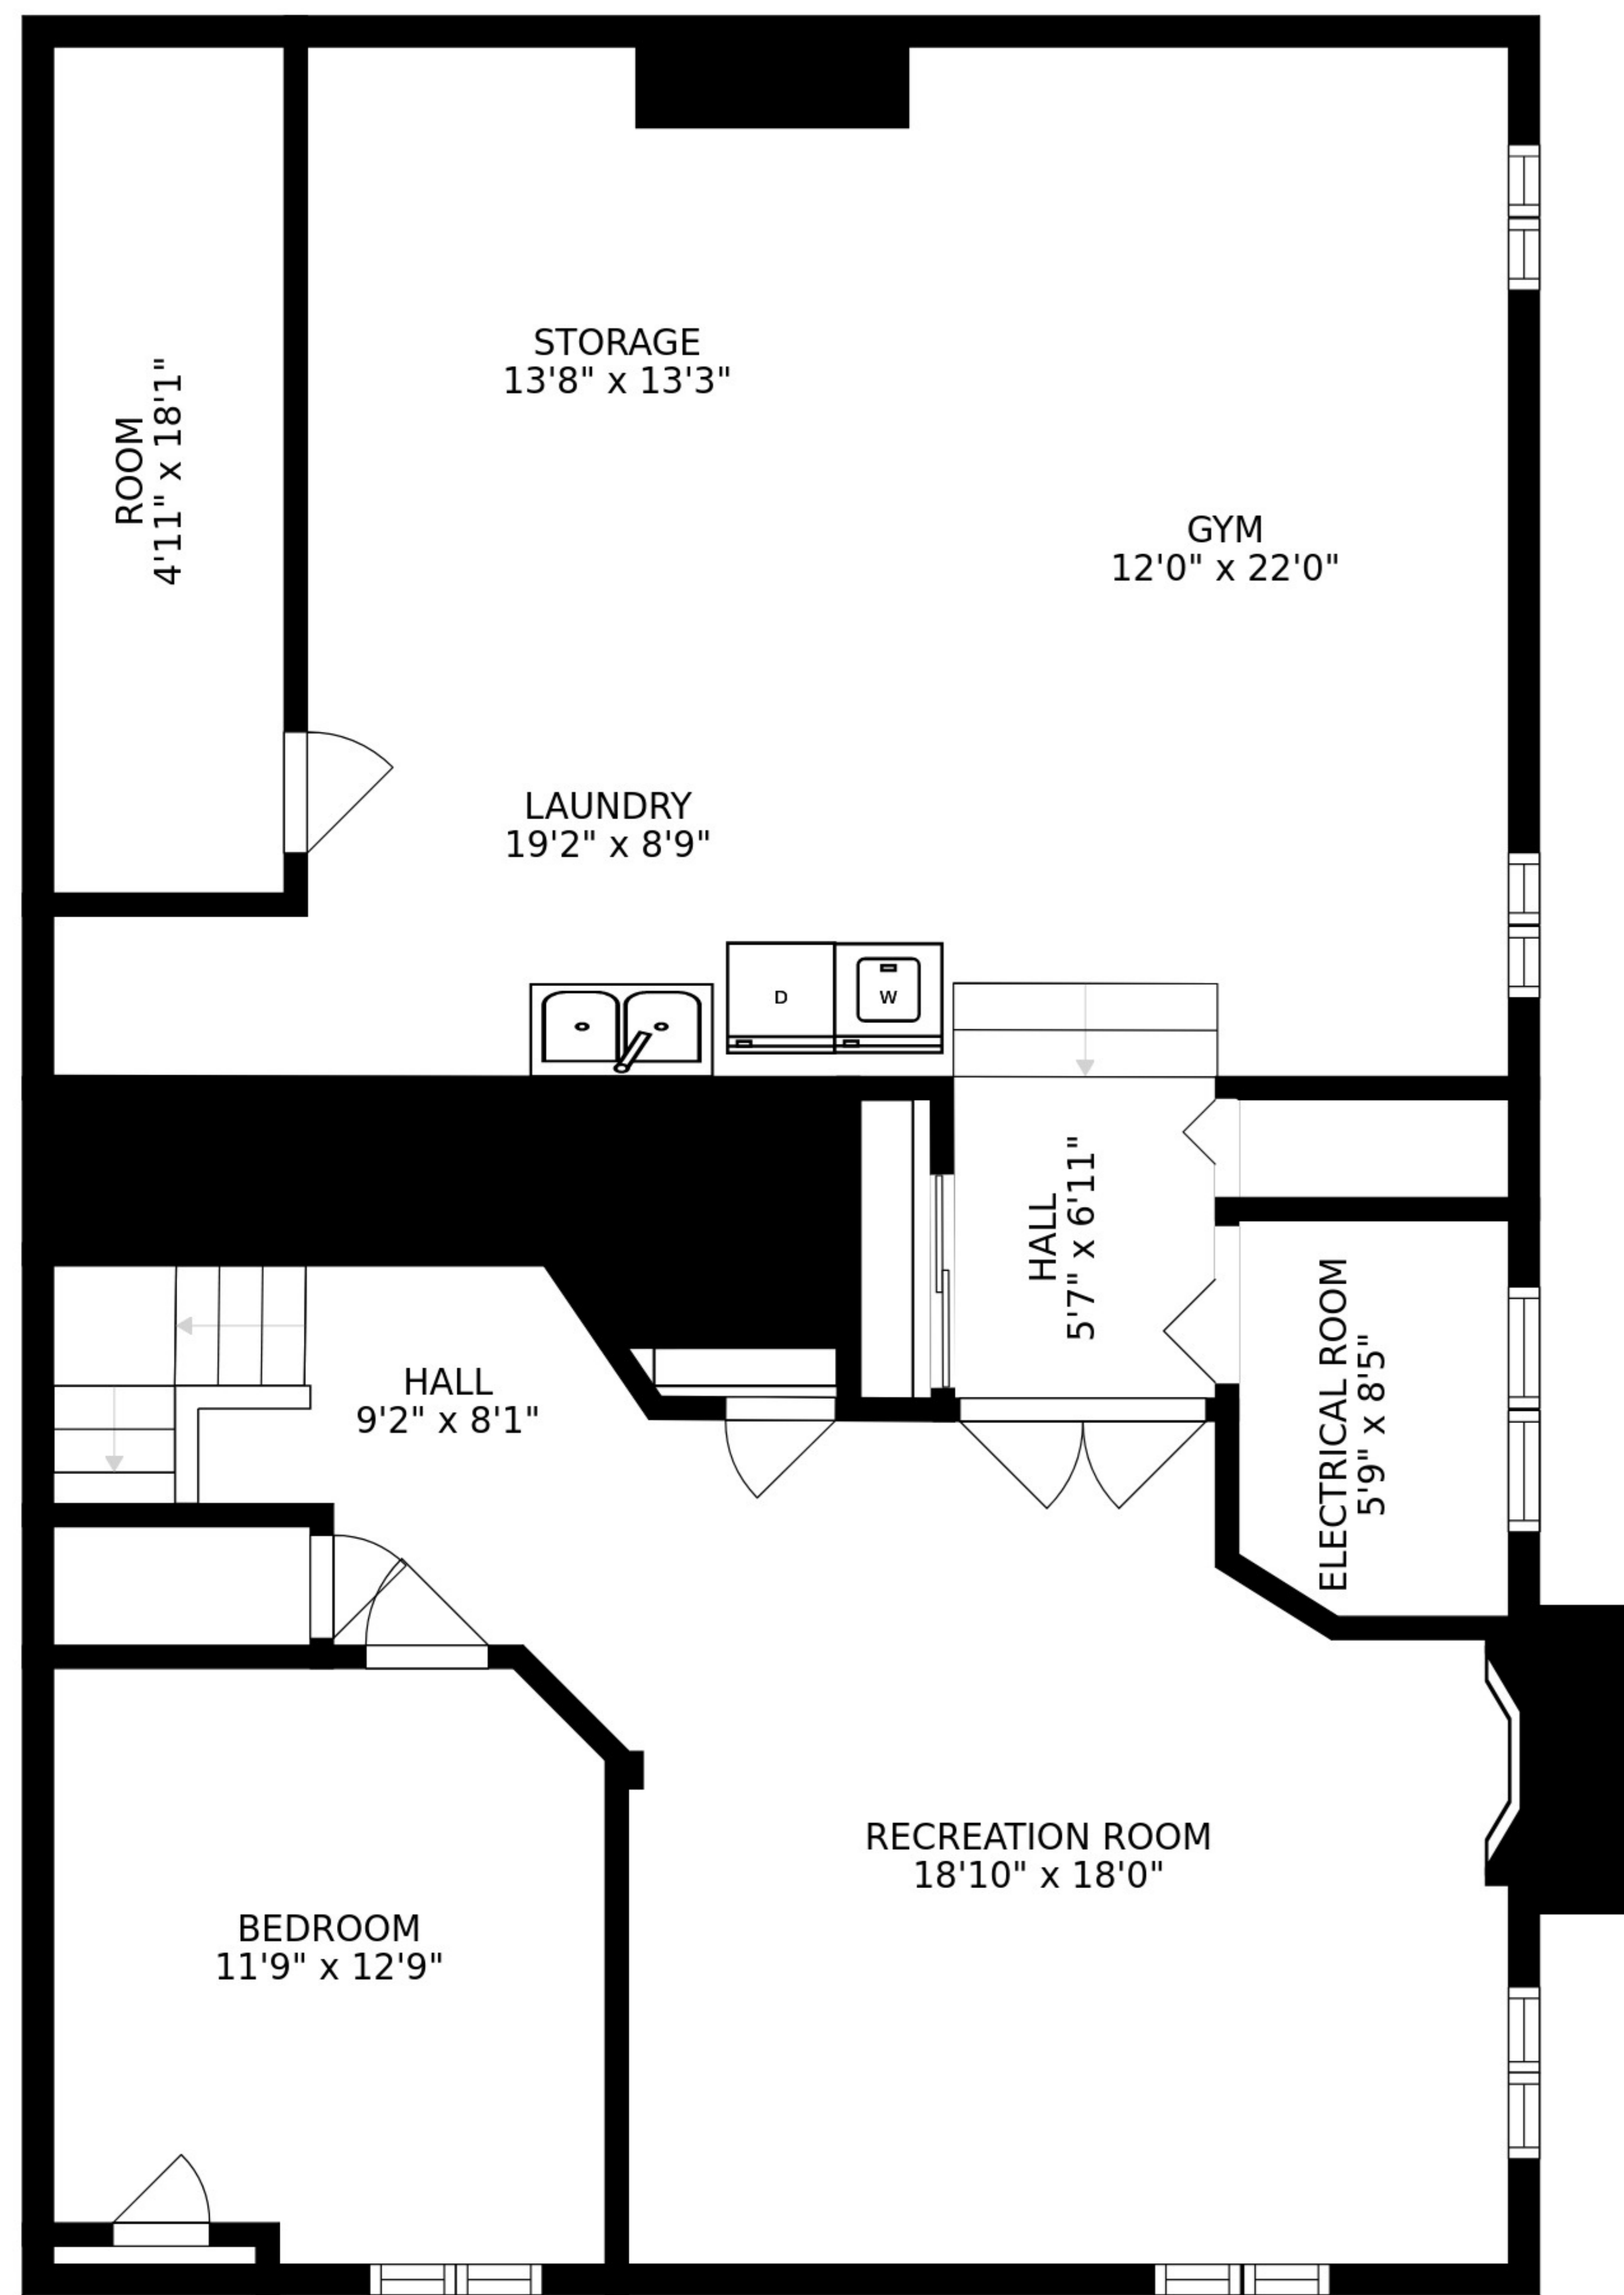 STORAGE
13'8" x 13'3"
ROOM
4'11" x 18'1"
GYM
12'0" x 22'0"
LAUNDRY
19'2" x 8'9"
D
W
HALL
5'7" x 6'11"
HALL
9'2" x 8'1"
ELECTRICAL ROOM
5'9" x 8'5"
RECREATION ROOM
18'10" x 18'0"
BEDROOM
11'9" x 12'9"